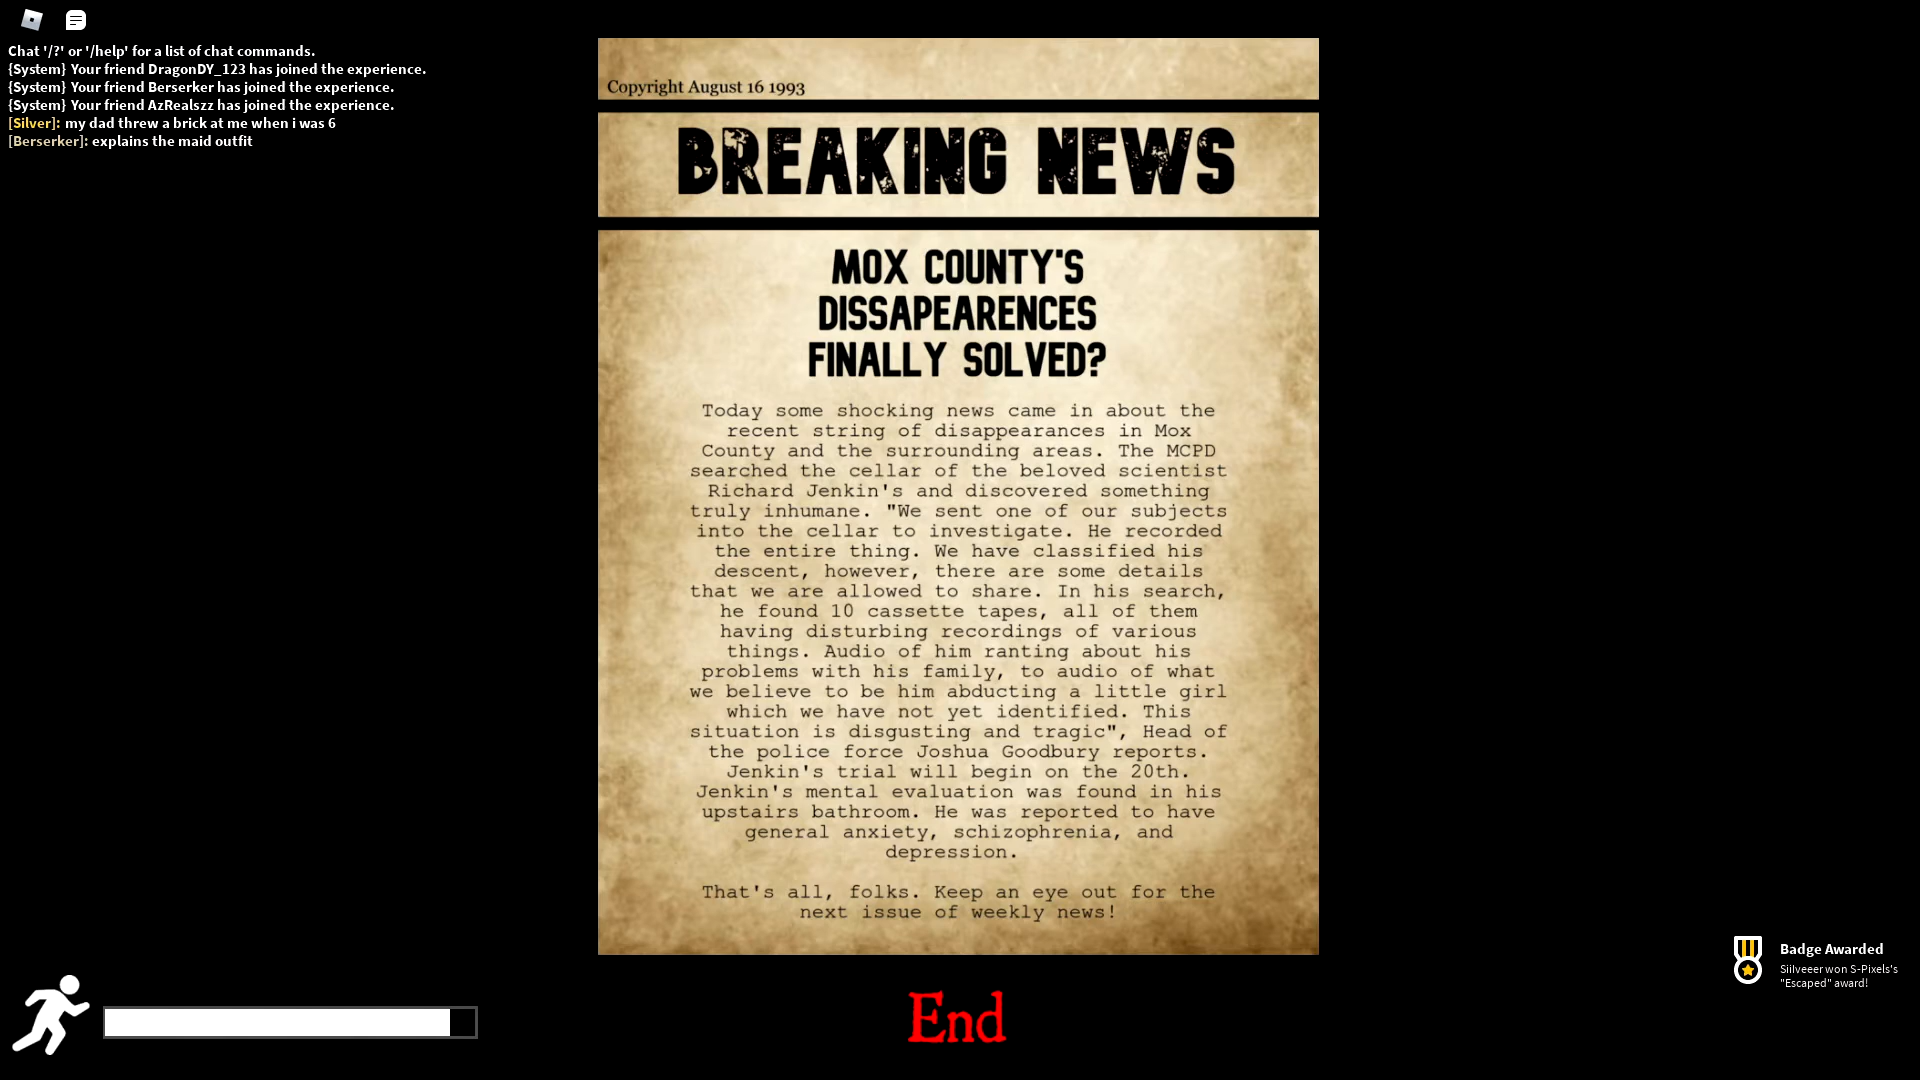 Chat '/?' or '/help' for a list of chat commands.
{System} Your friend DragonDY_123 has joined the experience.
{System} Your friend Berserker has joined the experience.
{System} Your friend AzRealszz has joined the experience.
[Silver]: my dad threw a brick at me when i was 6
[Berserker]: explains the maid outfit
Copyright August 16 1993
BREAKING NEWS
MOX COUNTY'S
DISSAPEARENCES
FINALLY SOLVED?
Today some shocking news came in about the
recent string of disappearances in Mox
County and the surrounding areas. The MCPD
searched the cellar of the beloved scientist
Richard Jenkin's and discovered something
truly inhumane. "We sent one of our subjects
into the cellar to investigate. He recorded
the entire thing. We have classified his
descent, however, there are some details
that we are allowed to share. In his search,
he found 10 cassette tapes, all of them
having disturbing recordings of various
things. Audio of him ranting about his
problems with his family, to audio of what
we believe to be him abducting a little girl
which we have not yet identified. This
situation is disgusting and tragic", Head of
the police force Joshua Goodbury reports.
Jenkin's trial will begin on the 20th.
Jenkin's mental evaluation was found in his
upstairs bathroom. He was reported to have
general anxiety, schizophrenia, and
depression.
That's all, folks. Keep an eye out for the
next issue of weekly news!
End
Badge Awarded
Siilveeer won S-Pixels's
"Escaped" award!